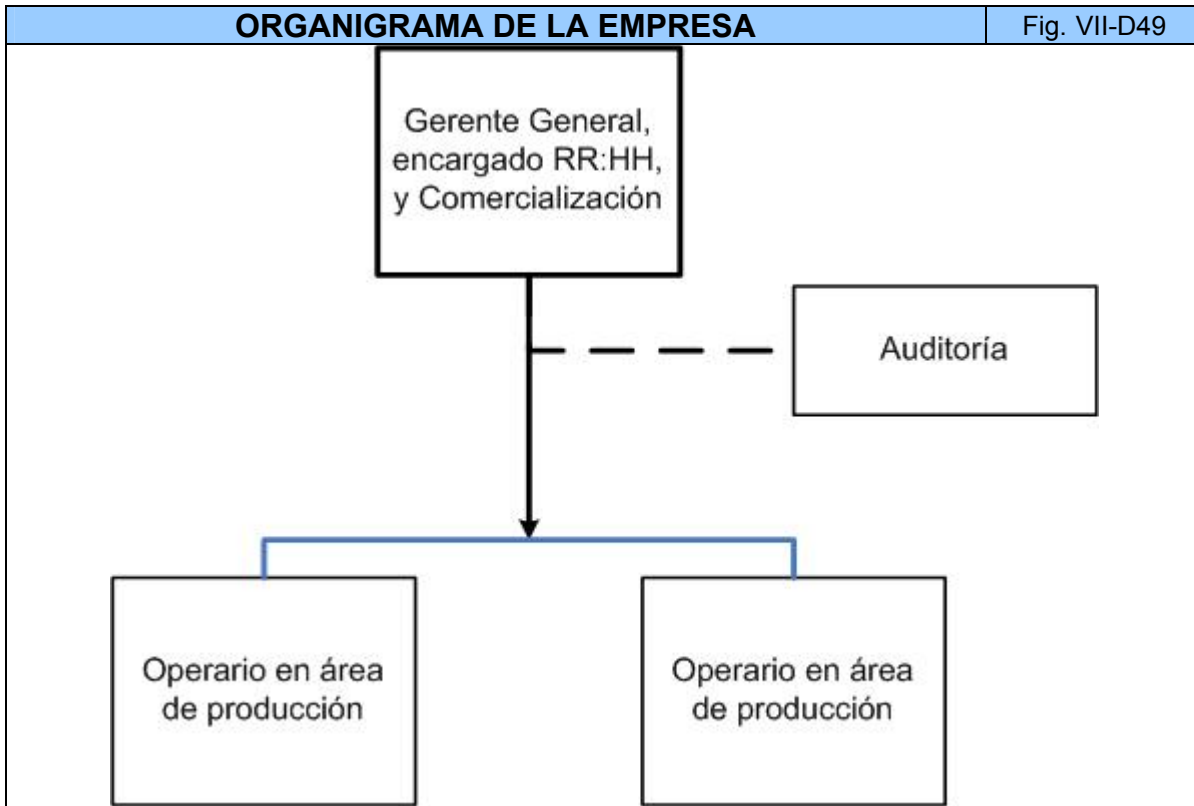 ORGANIGRAMA DE LA EMPRESA
Fig. VII-D49
Gerente General,
encargado RR:HH,
y Comercialización
Auditoría
Operario en área
de producción
Operario en área
de producción